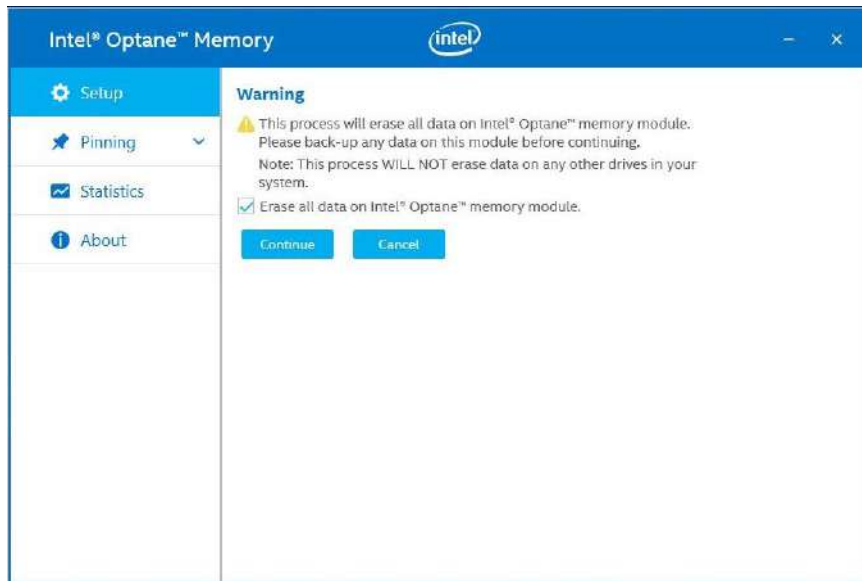 Intel® Optane™ Memory
intel
Setup
Pinning
Statistics
About
Warning
This process will erase all data on Intel® Optane™ memory module.
Please back-up any data on this module before continuing.
Note: This process WILL NOT erase data on any other drives in your
system.
Erase all data on Intel® Optane™ memory module.
Continue
Cancel